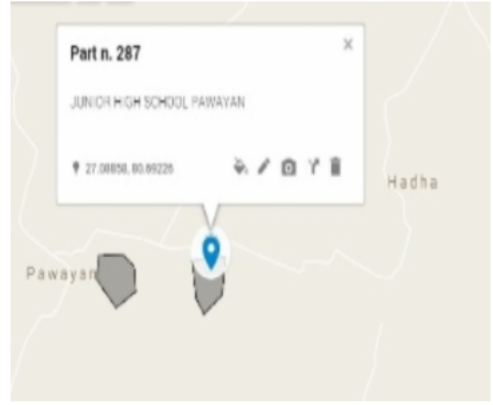 Part n. 287
JUNIOR HIGH SCHOOL PAWAYAN
27.08858, 80.69226
Hadha
Pawayan